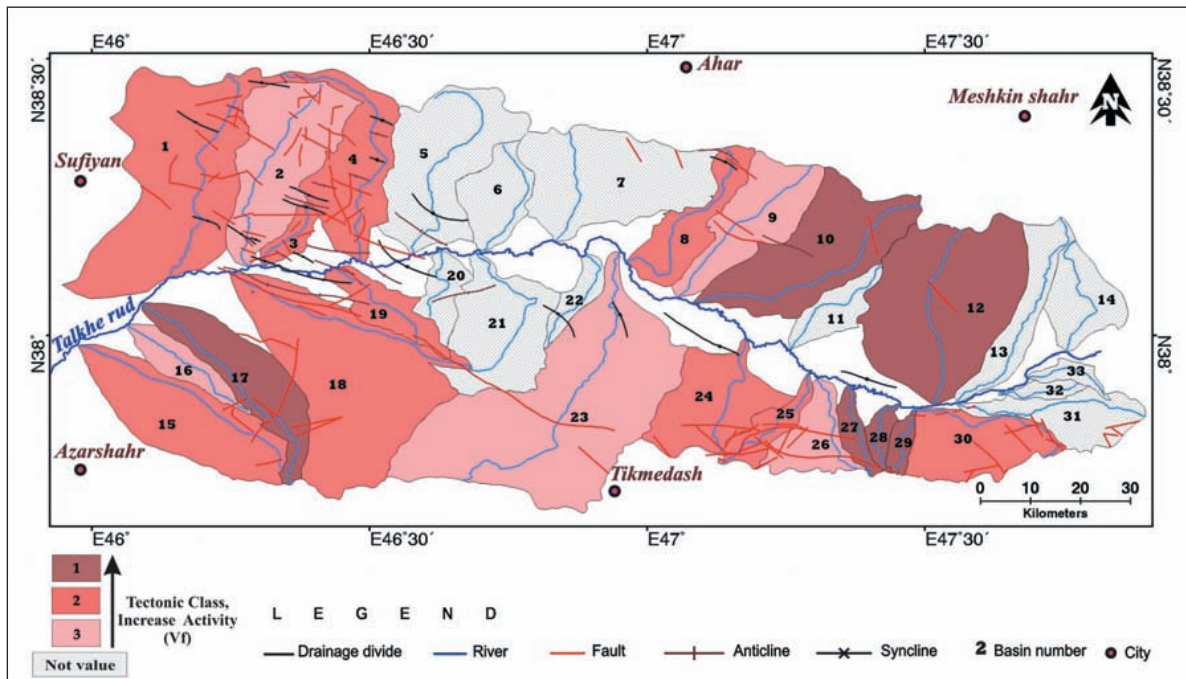 E46° E46°,30' E47° E47°,30'
N38°30' N38°30'
Ahar
Meshkin shahr
N
Sufiyan
1 2 3 4 5 6 7 8 9 10 11 12 13 14
Talkhe rud
N38° N38°
20 22 21 19 16 17 18 15 23 24 25 26 27 28 29 30 31 32 33
Azarshahr
Tikmedash
0 10 20 30
Kilometers
E46° E46°,30' E47° E47°,30'
1
2
3
Not value
Tectonic Class,
Increase Activity
(Vf)
L E G E N D
Drainage divide River Fault Anticline Syncline 2 Basin number City